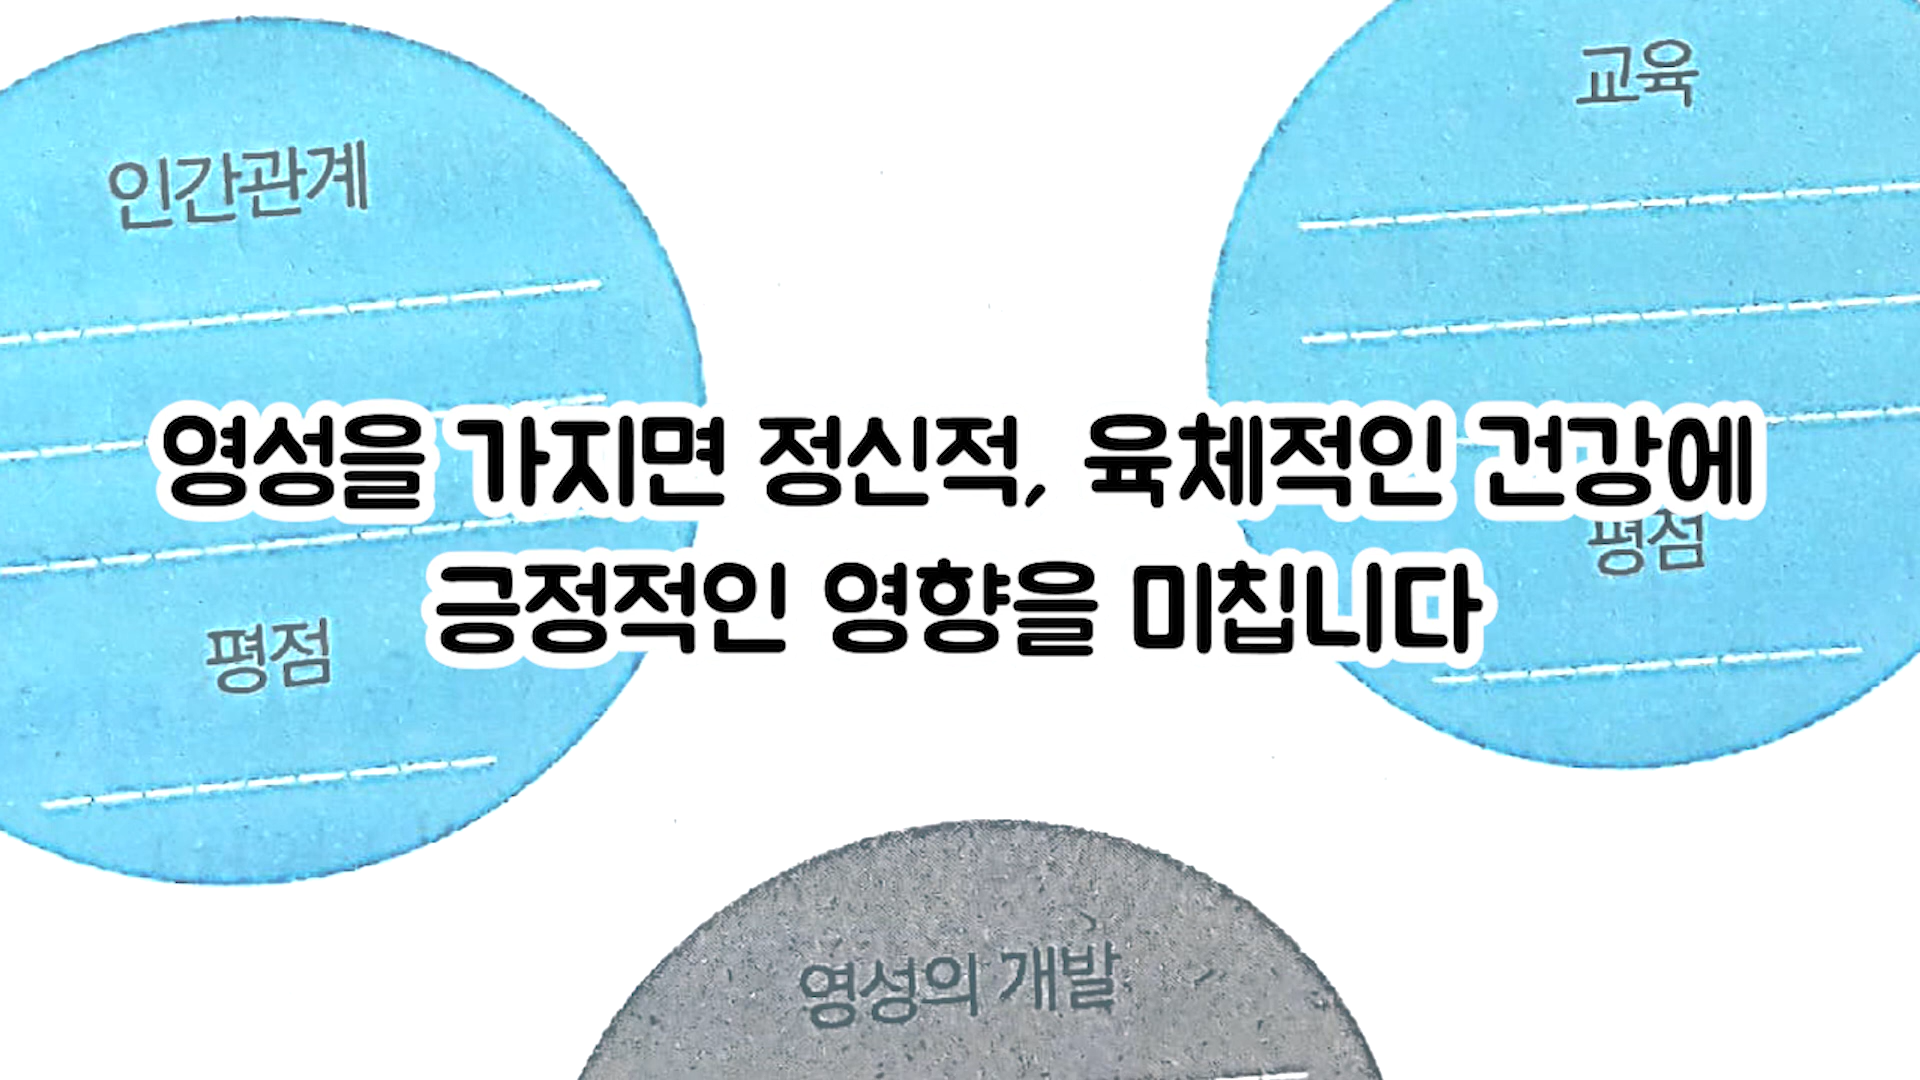 인간관계
교육
영성을 가지면 정신적, 육체적인 건강에
평점
긍정적인 영향을 미칩니다
평점
영성의 개발